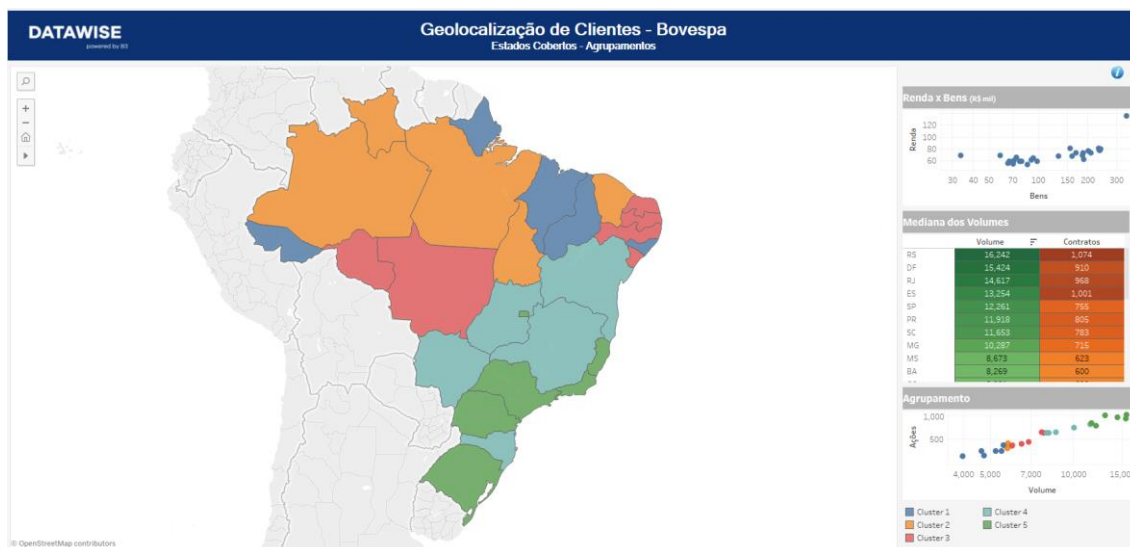 DATAWISE
powered by B3
Geolocalização de Clientes - Bovespa
Estados Cobertos - Agrupamentos
Renda x Bens (R$ mil)
Renda
120
100
80
60
30 40 50 70 100 150 200 300
Bens
Mediana dos Volumes
Volume Contratos
RS 16,242 1,074
DF 15,424 910
RJ 14,617 968
ES 13,254 1,001
SP 12,261 755
PR 11,918 805
SC 11,653 783
MG 10,287 715
MS 8,673 623
BA 8,269 600
Agrupamento
Ações
1,000
500
4,000 5,000 7,000 10,000 15,00
Volume
Cluster 1 Cluster 4
Cluster 2 Cluster 5
Cluster 3
© OpenStreetMap contributors